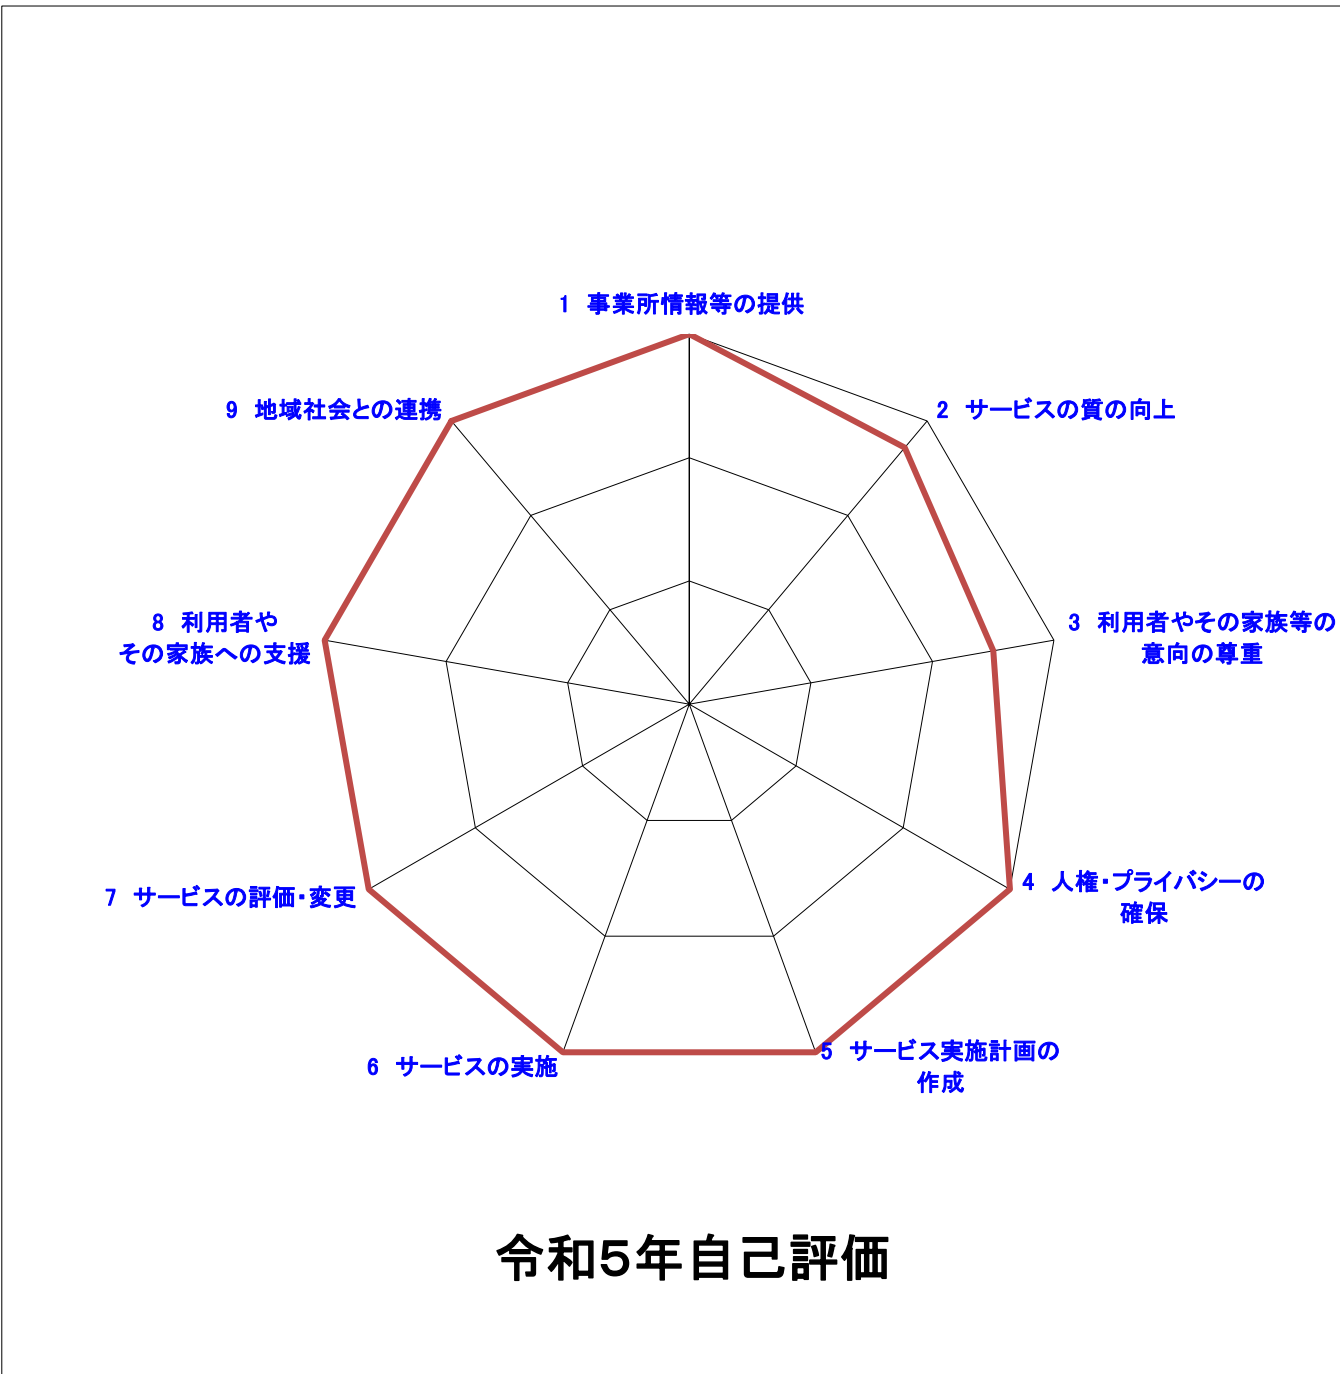 1 事業所情報等の提供
2 サービスの質の向上
3 利用者やその家族等の
意向の尊重
4 人権・プライバシーの
確保
5 サービス実施計画の
作成
6 サービスの実施
7 サービスの評価・変更
8 利用者や
その家族への支援
9 地域社会との連携
令和5年自己評価